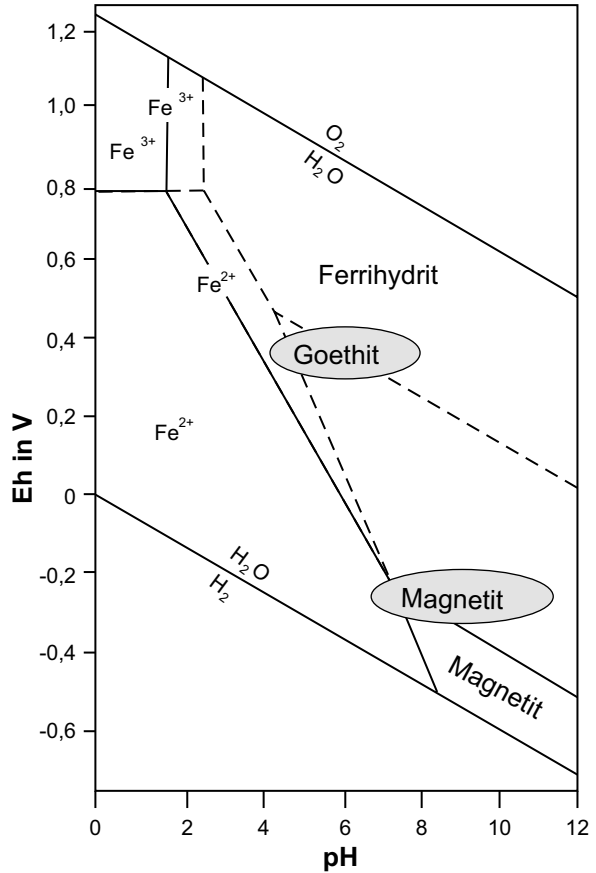 1,2
1,0
0,8
0,6
0,4
0,2
0
-0,2
-0,4
-0,6
Eh in V
Fe 3+
Fe 3+
O2
H2O
Fe2+
Ferrihydrit
Goethit
Fe2+
H2O
H2
Magnetit
Magnetit
0 2 4 6 8 10 12
pH